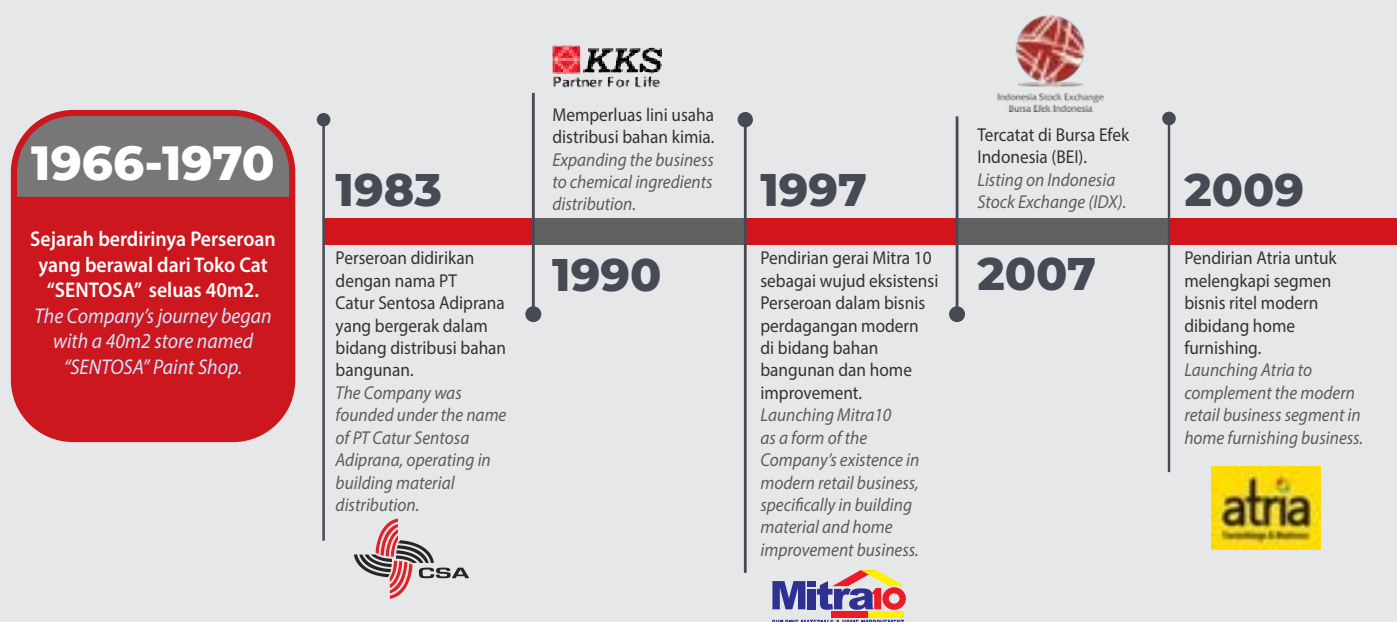 1966-1970
Sejarah berdirinya Perseroan
yang berawal dari Toko Cat
“SENTOSA” seluas 40m2.
The Company’s journey began
with a 40m2 store named
“SENTOSA” Paint Shop.
1983
Perseroan didirikan
dengan nama PT
Catur Sentosa Adiprana
yang bergerak dalam
bidang distribusi bahan
bangunan.
The Company was
founded under the name
of PT Catur Sentosa
Adiprana, operating in
building material
distribution.
CSA
KKS
Partner For Life
Memperluas lini usaha
distribusi bahan kimia.
Expanding the business
to chemical ingredients
distribution.
1990
1997
Pendirian gerai Mitra 10
sebagai wujud eksistensi
Perseroan dalam bisnis
perdagangan modern
di bidang bahan
bangunan dan home
improvement.
Launching Mitra10
as a form of the
Company’s existence in
modern retail business,
specifically in building
material and home
improvement business.
Mitra10
BUILDING MATERIALS & HOME IMPROVEMENT
Indonesia Stock Exchange
Bursa Efek Indonesia
Tercatat di Bursa Efek
Indonesia (BEI).
Listing on Indonesia
Stock Exchange (IDX).
2007
2009
Pendirian Atria untuk
melengkapi segmen
bisnis ritel modern
dibidang home
furnishing.
Launching Atria to
complement the modern
retail business segment in
home furnishing business.
atria